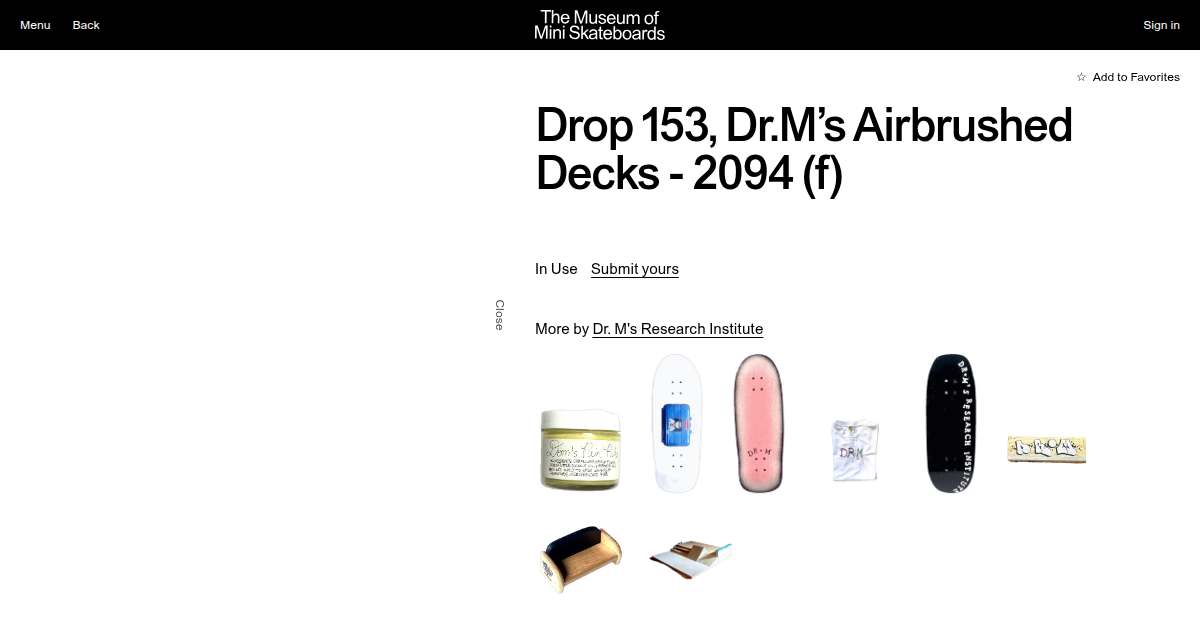 Menu
Back
The Museum of
Mini Skateboards
Sign in
☆ Add to Favorites
Drop 153, Dr.M’s Airbrushed
Decks - 2094 (f)
In Use
Submit yours
Close
More by Dr. M's Research Institute
DR•M
DR.M
DR•M'S RESEARCH INSTITUTE